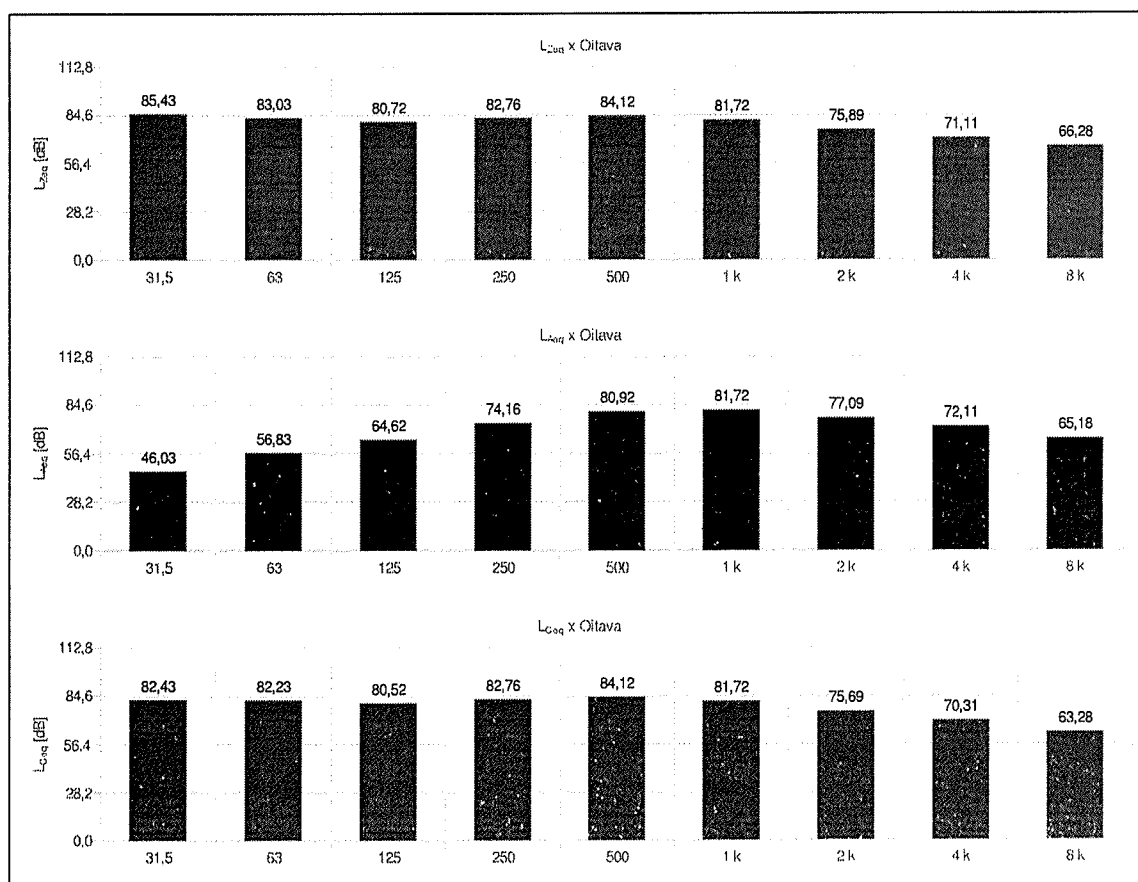 LZeq x Oitava
112,8
84,6
56,4
28,2
0,0
LZeq [dB]
85,43 83,03 80,72 82,76 84,12 81,72 75,89 71,11 66,28
31,5 63 125 250 500 1 k 2 k 4 k 8 k
LAeq x Oitava
112,8
84,6
56,4
28,2
0,0
LAeq [dB]
46,03 56,83 64,62 74,16 80,92 81,72 77,09 72,11 65,18
31,5 63 125 250 500 1 k 2 k 4 k 8 k
LCeq x Oitava
112,8
84,6
56,4
28,2
0,0
LCeq [dB]
82,43 82,23 80,52 82,76 84,12 81,72 75,69 70,31 63,28
31,5 63 125 250 500 1 k 2 k 4 k 8 k